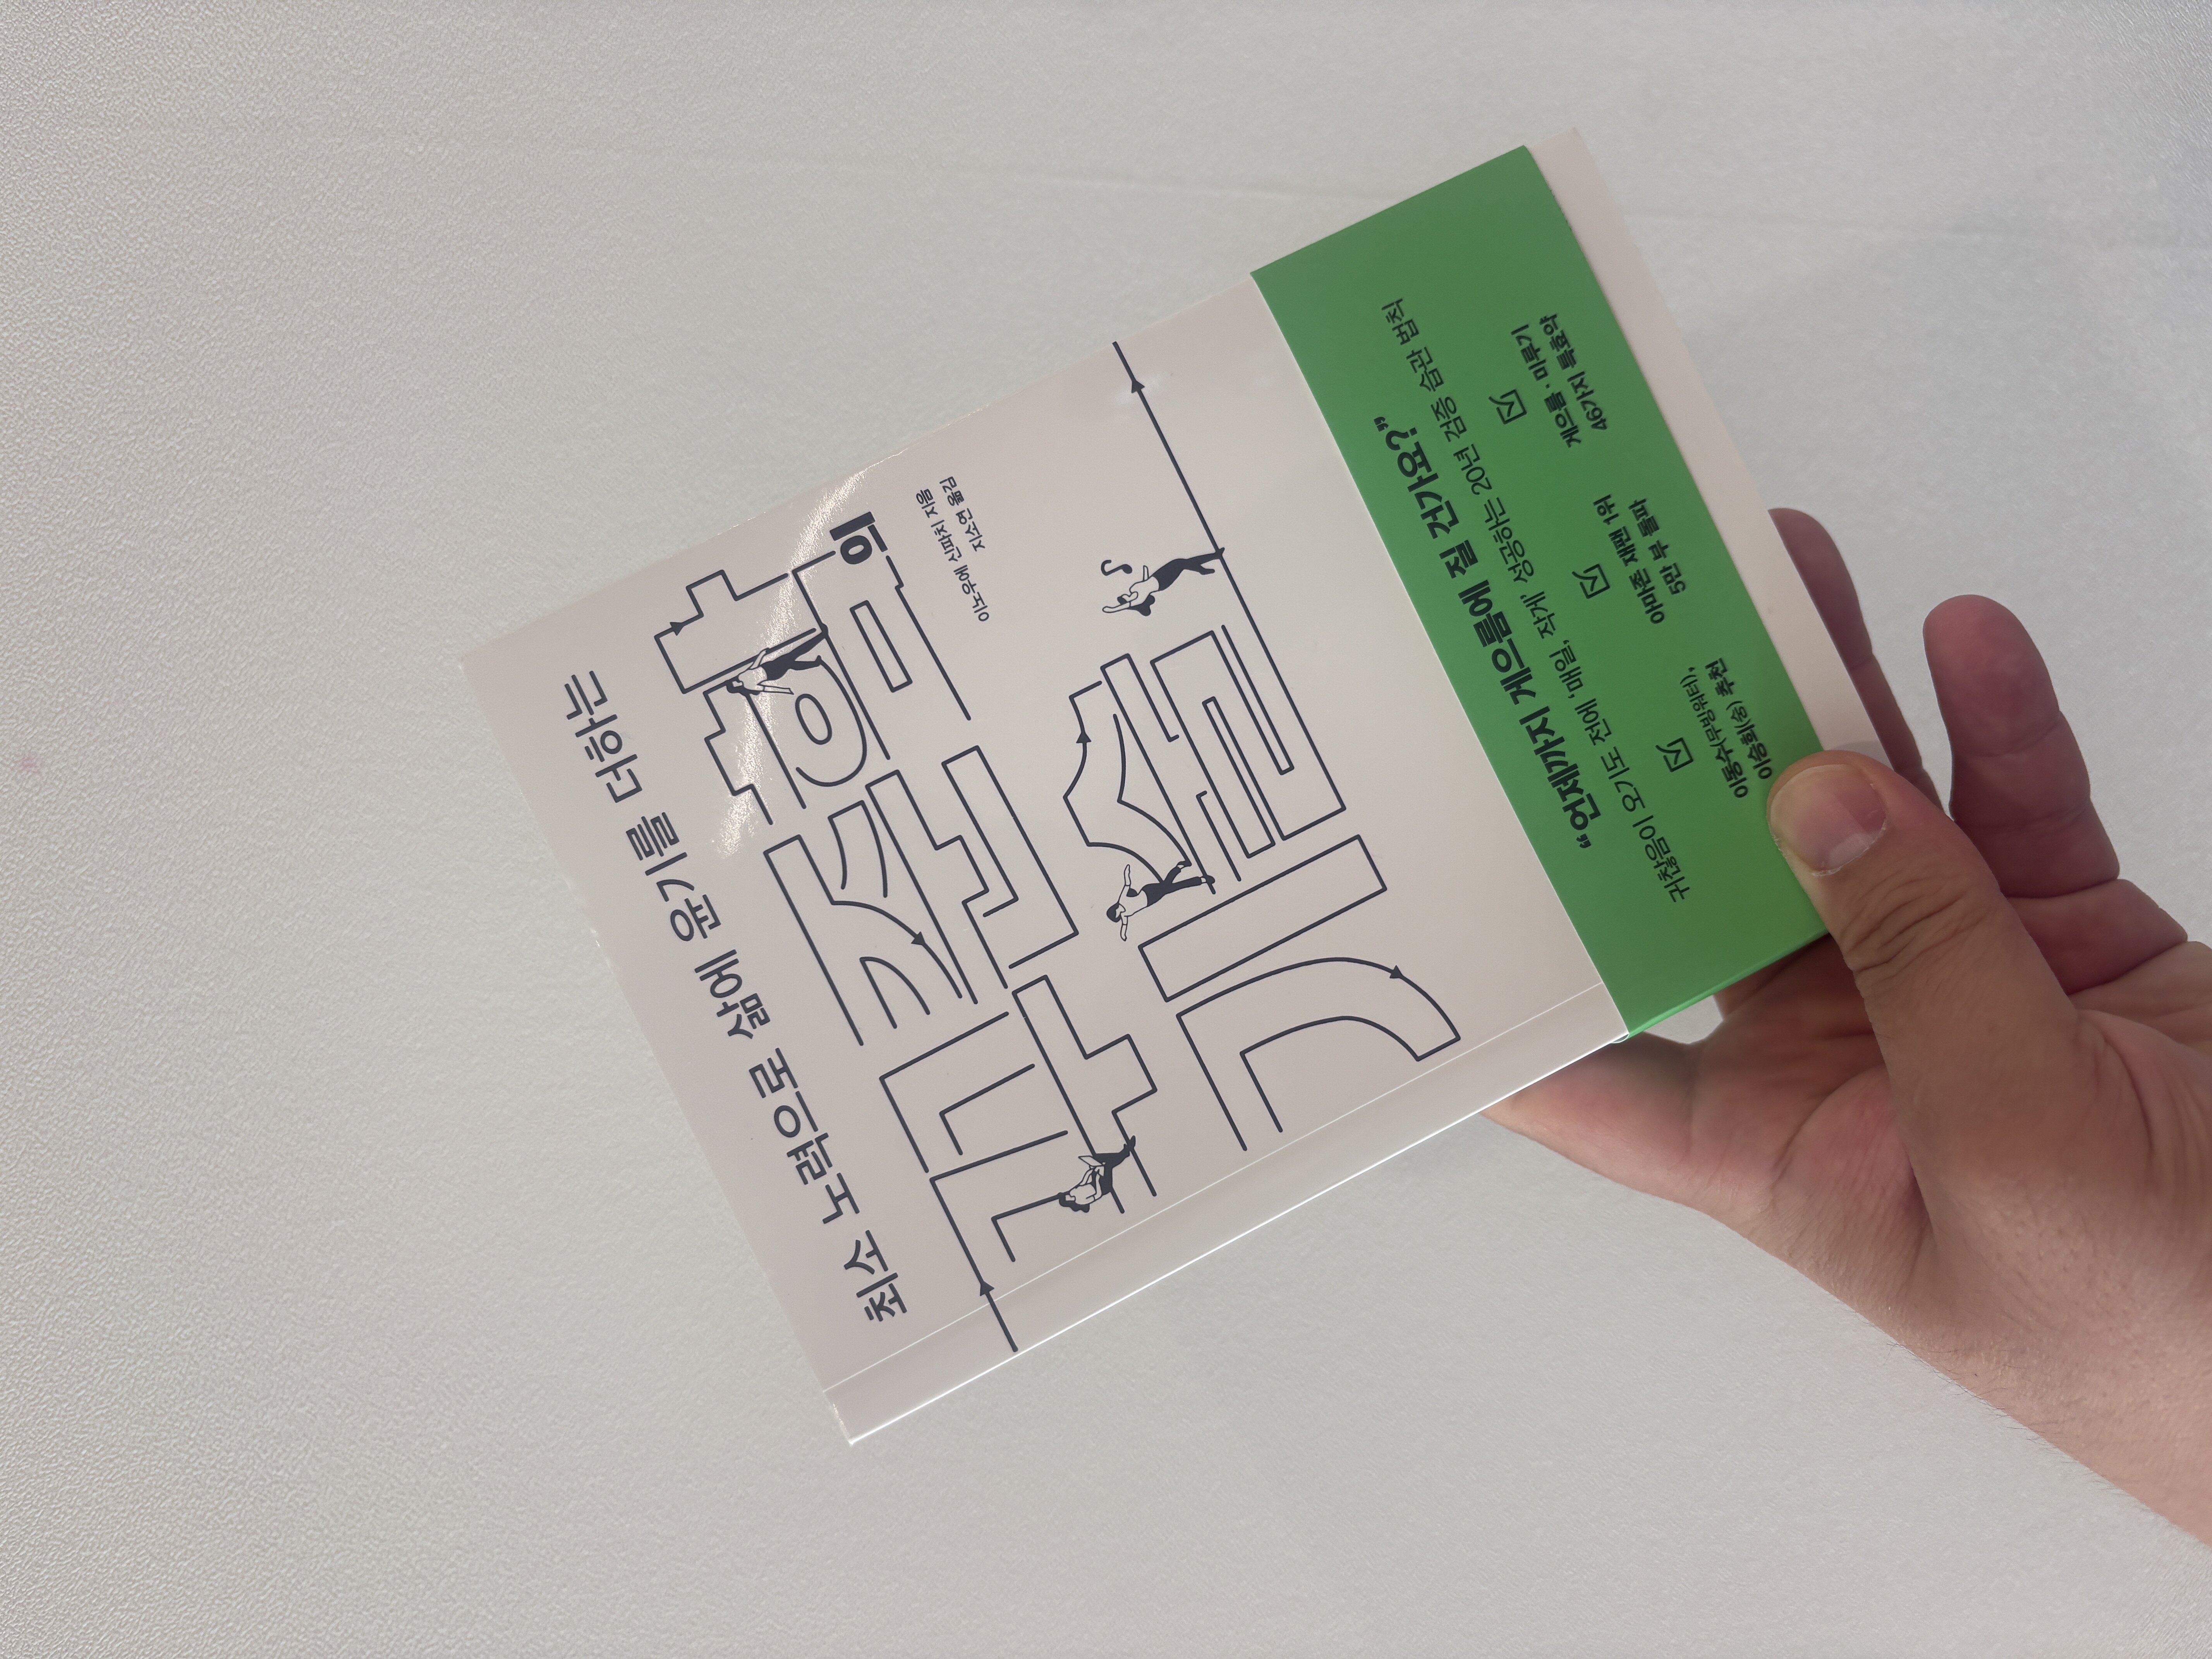 최소 노력으로 삶에 윤기를 더하는
꾸준함의
기술
이노우에 신파치 지음
지소연 옮김
“언제까지 게으름에 질 건가요?”
귀찮음이 오기도 전에 ‘매일, 작게’ 성공하는 20년 검증 습관 법칙
이동수(무빙워터),
이승희(숭) 추천
아마존 재팬 1위
5만 부 돌파
게으름·미루기
46가지 특효약